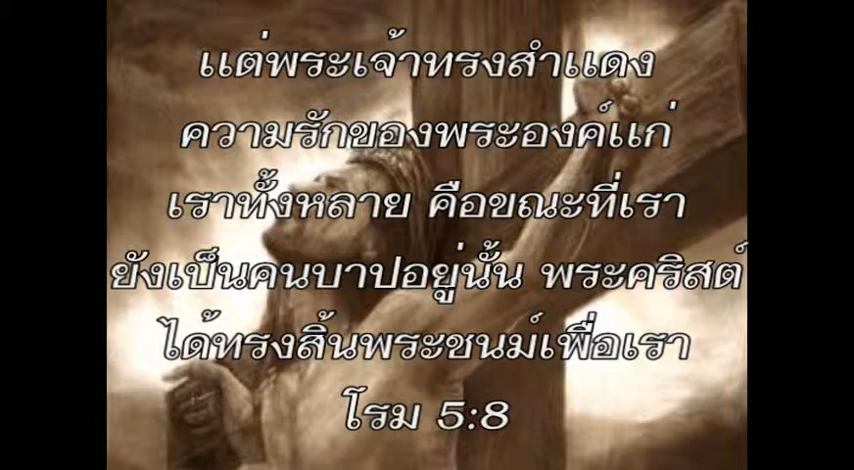 แต่พระเจ้าทรงสำแดง
ความรักของพระองค์แก่
เราทั้งหลาย คือขณะที่เรา
ยังเป็นคนบาปอยู่นั้น พระคริสต์
ได้ทรงสิ้นพระชนม์เพื่อเรา
โรม 5:8